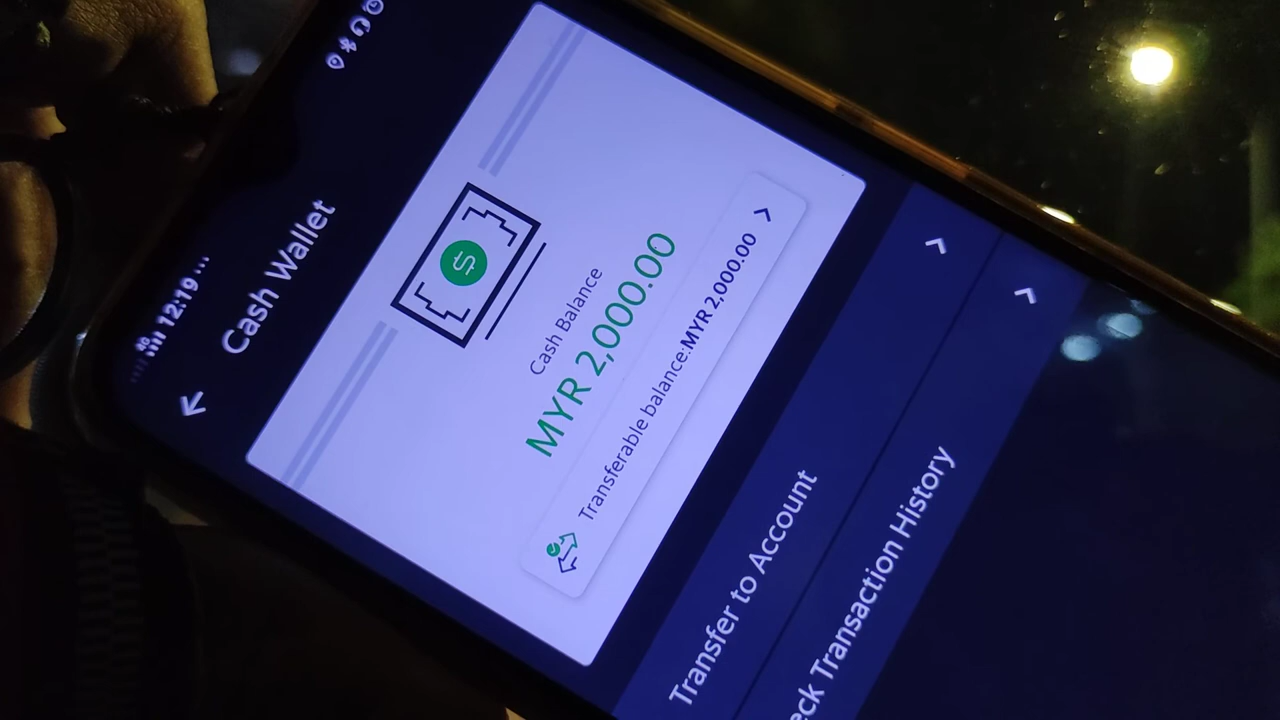 4G 12:19 ...
Cash Wallet
$
Cash Balance
MYR 2,000.00
Transferable balance:MYR 2,000.00
Transfer to Account
eck Transaction History